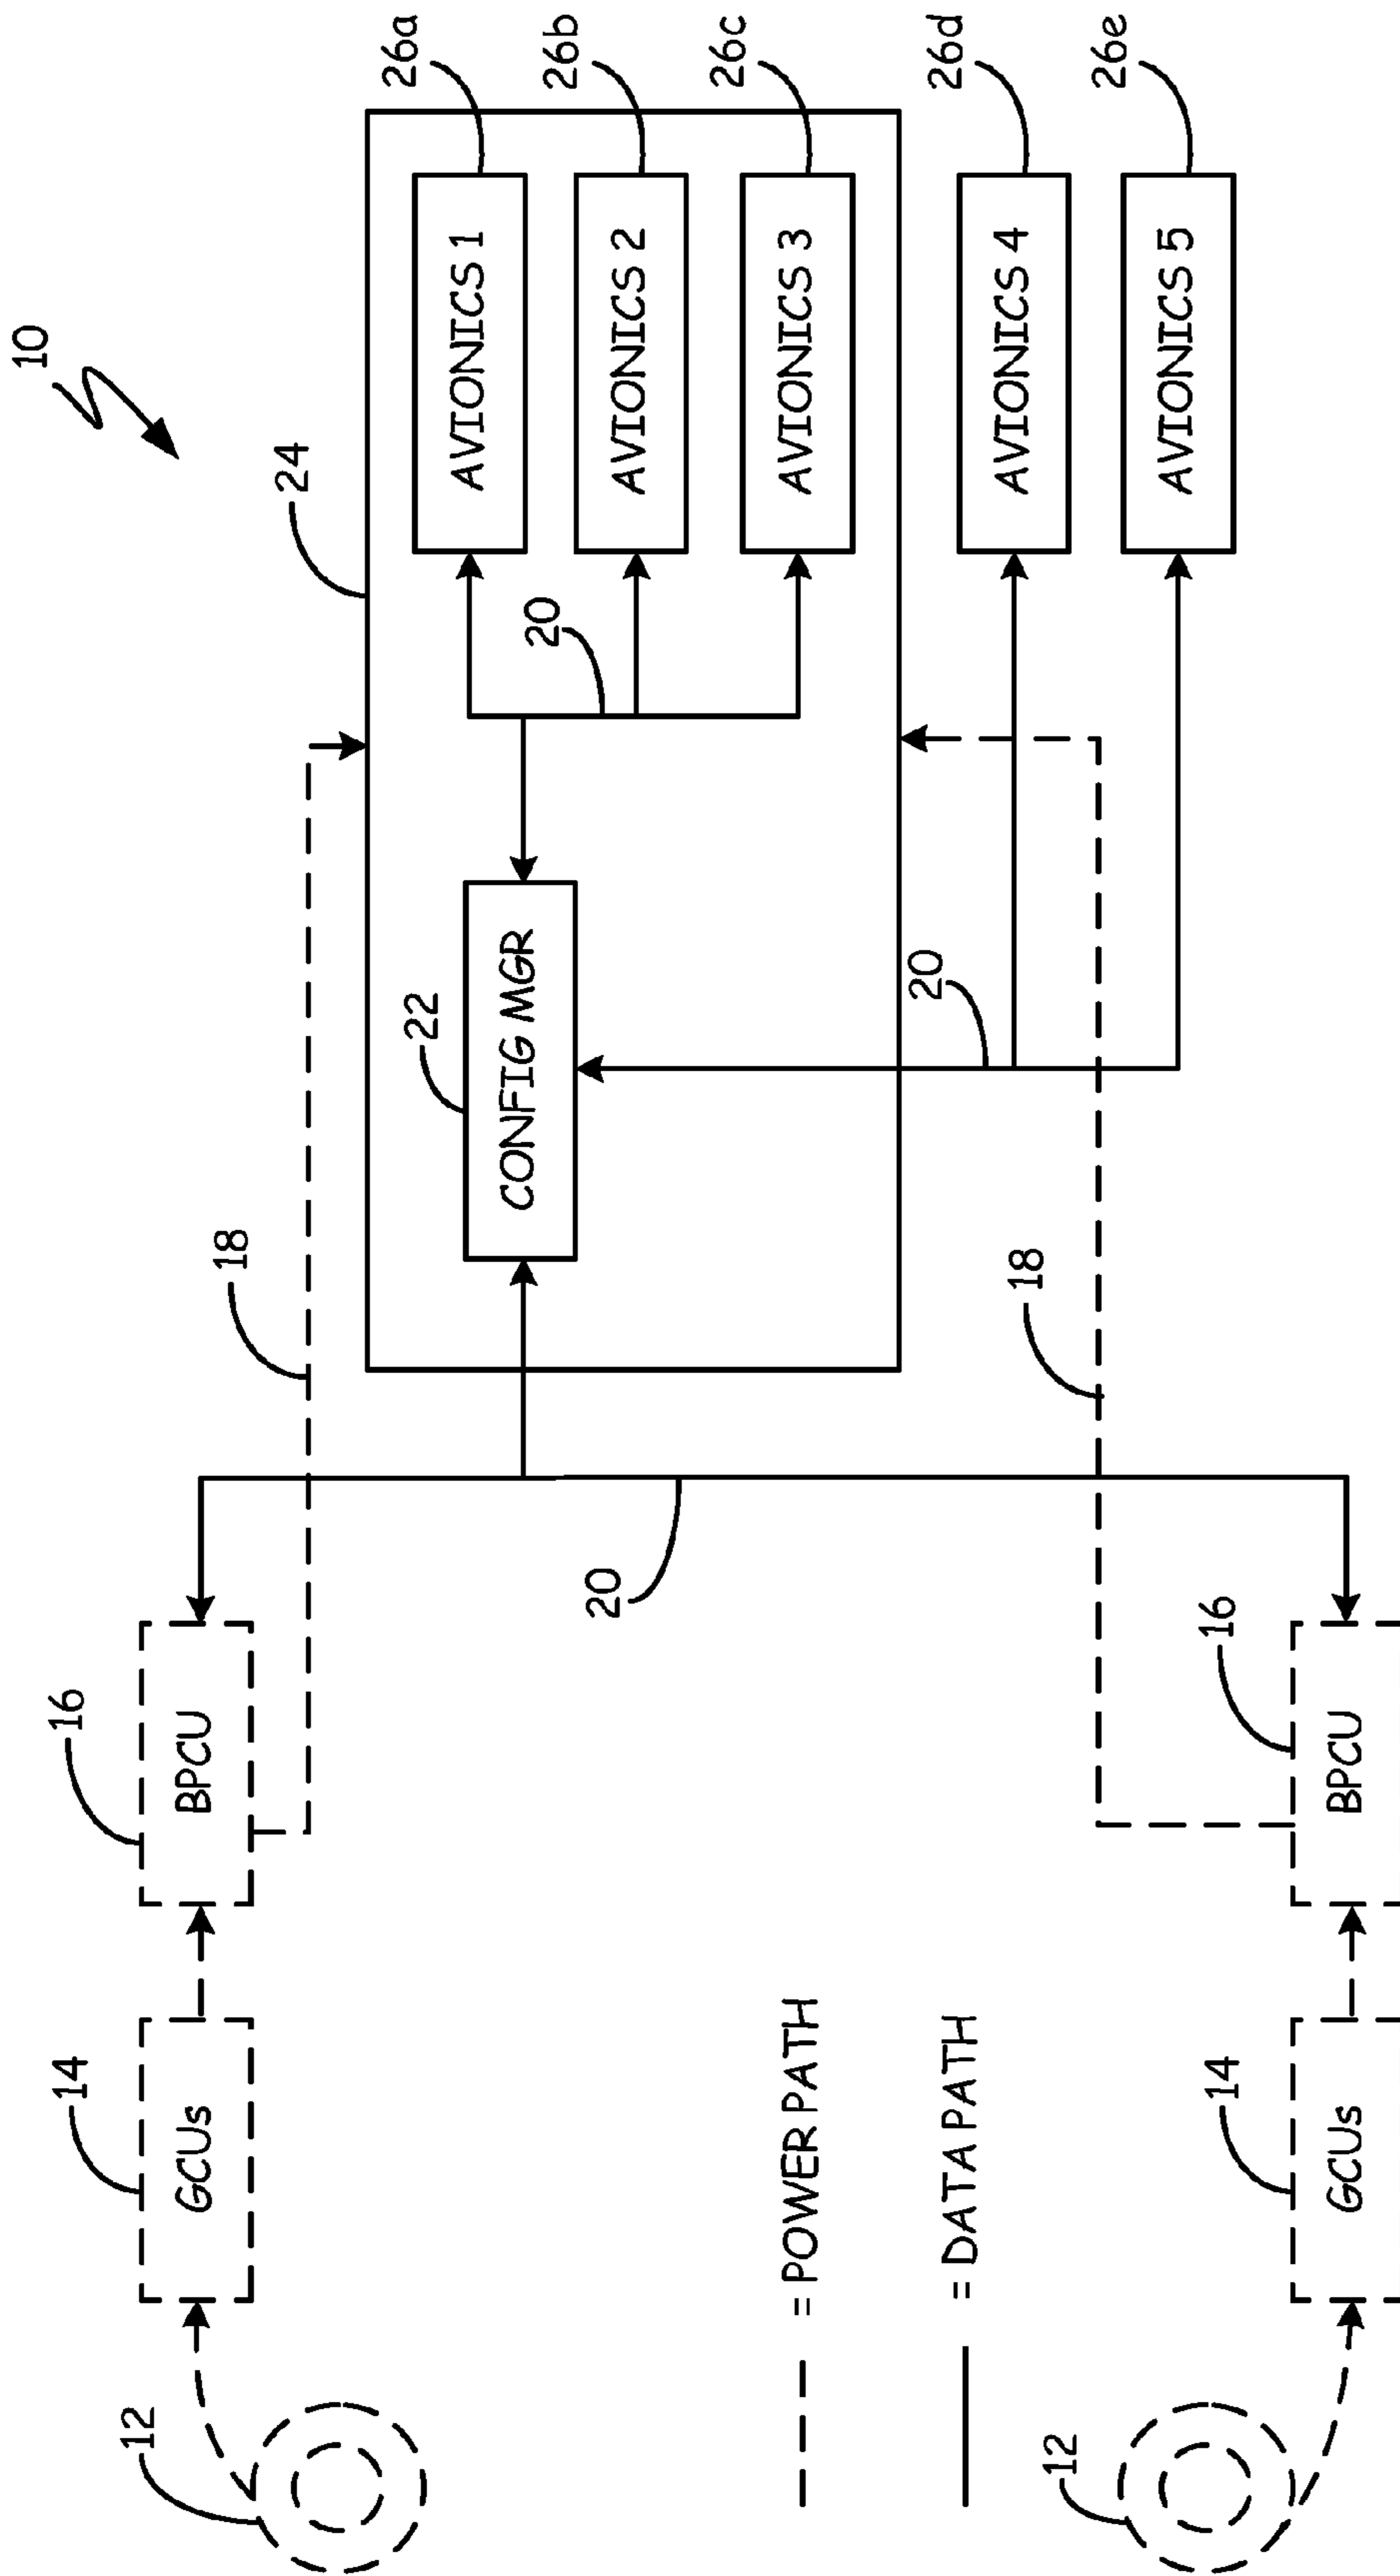 10
24
26a
AVIONICS 1
26b
AVIONICS 2
26c
AVIONICS 3
26d
AVIONICS 4
26e
AVIONICS 5
20
22
CONFIG MGR
20
18
18
20
16
BPCU
16
BPCU
14
GCUs
14
GCUs
12
12
= POWER PATH
= DATA PATH